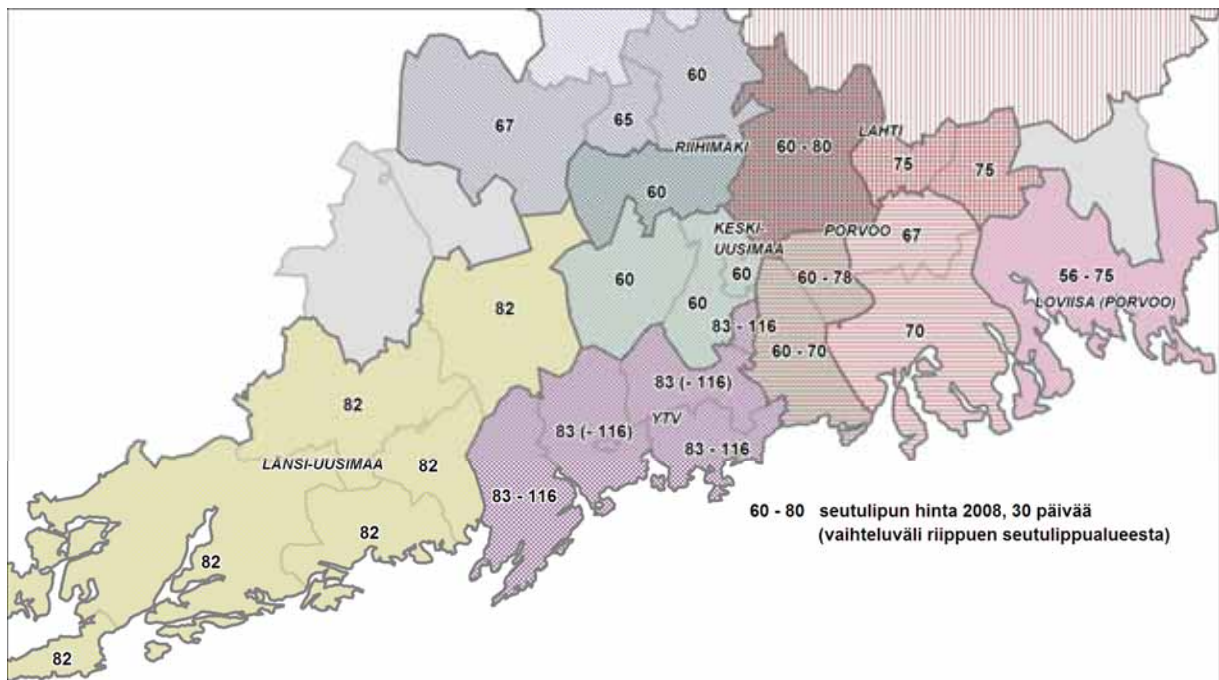 60
67
65
RIIHIMÄKI
60 - 80
LAHTI
75
75
60
KESKI-
UUSIMAA
PORVOO
67
60
60
60
60 - 78
56 - 75
LOVIISA (PORVOO)
82
83 - 116
70
60 - 70
82
83 (- 116)
83 (- 116)
YTV
83 - 116
LÄNSI-UUSIMAA
82
83 - 116
82
82
82
60 - 80 seutulipun hinta 2008, 30 päivää
(vaihteluväli riippuen seutulippualueesta)